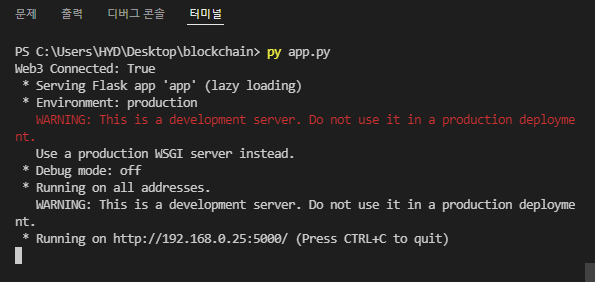 문제 출력 디버그 콘솔 터미널
PS C:\Users\HYD\Desktop\blockchain> py app.py
Web3 Connected: True
 * Serving Flask app 'app' (lazy loading)
 * Environment: production
   WARNING: This is a development server. Do not use it in a production deployme
nt.
   Use a production WSGI server instead.
 * Debug mode: off
 * Running on all addresses.
   WARNING: This is a development server. Do not use it in a production deployme
nt.
 * Running on http://192.168.0.25:5000/ (Press CTRL+C to quit)